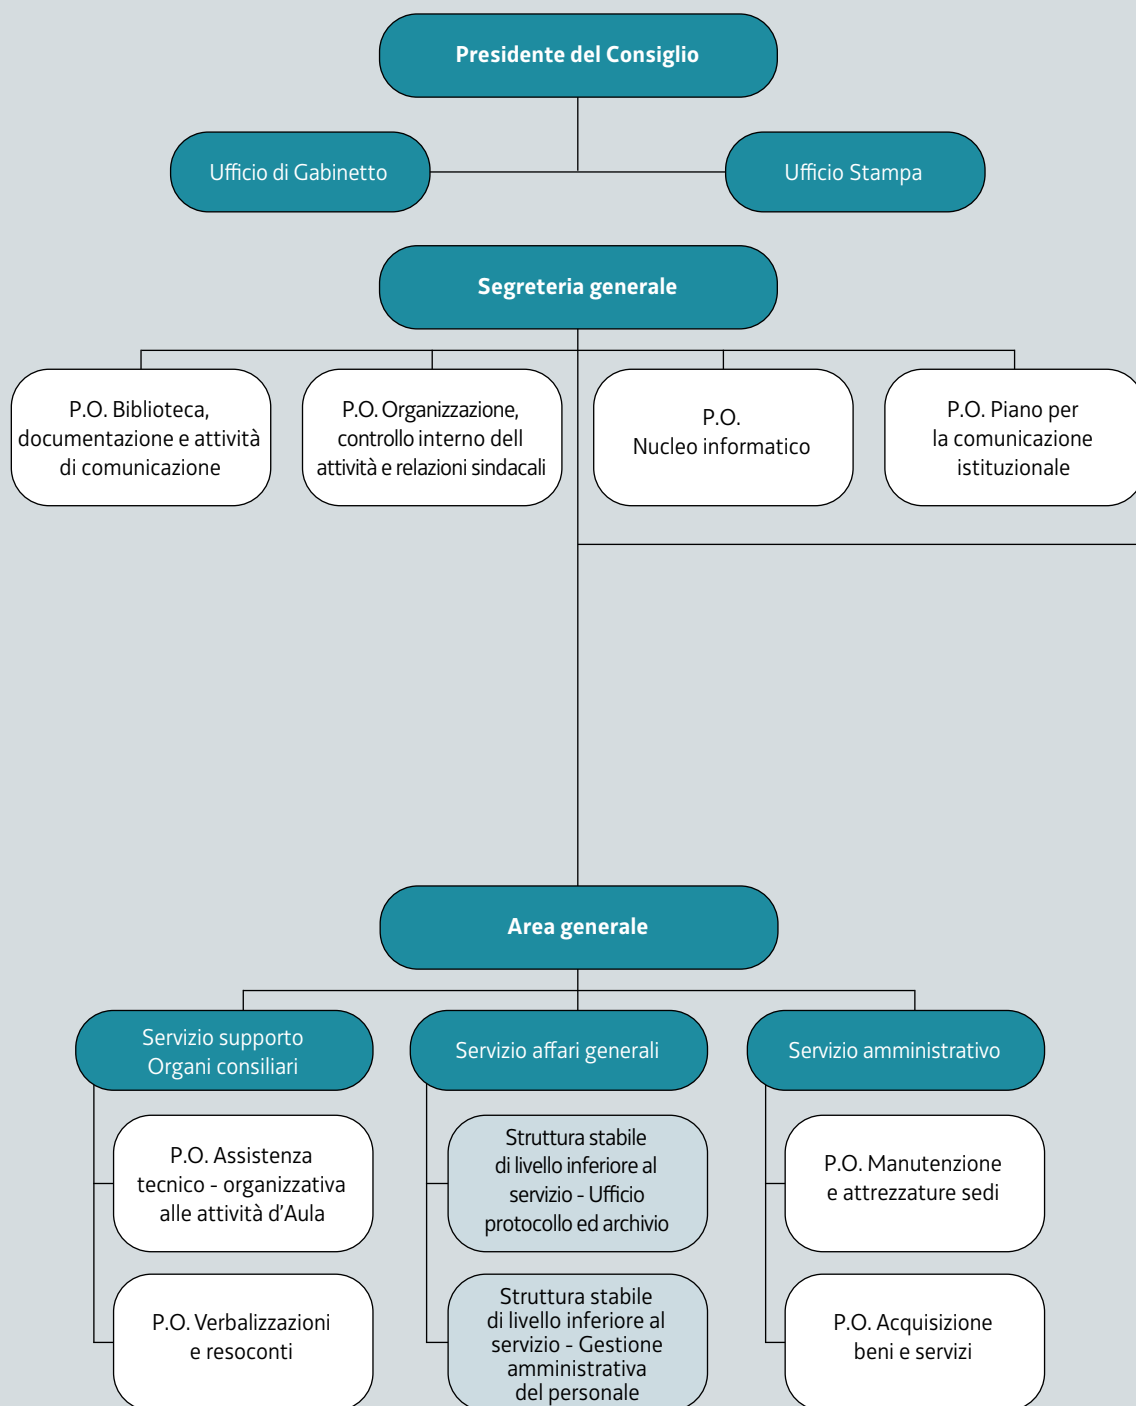 Presidente del Consiglio
Ufficio di Gabinetto
Ufficio Stampa
Segreteria generale
P.O. Biblioteca,
documentazione e attività
di comunicazione
P.O. Organizzazione,
controllo interno dell
attività e relazioni sindacali
P.O.
Nucleo informatico
P.O. Piano per
la comunicazione
istituzionale
Area generale
Servizio supporto
Organi consiliari
Servizio affari generali
Servizio amministrativo
P.O. Assistenza
tecnico - organizzativa
alle attività d'Aula
Struttura stabile
di livello inferiore al
servizio - Ufficio
protocollo ed archivio
P.O. Manutenzione
e attrezzature sedi
P.O. Verbalizzazioni
e resoconti
Struttura stabile
di livello inferiore al
servizio - Gestione
amministrativa
del personale
P.O. Acquisizione
beni e servizi